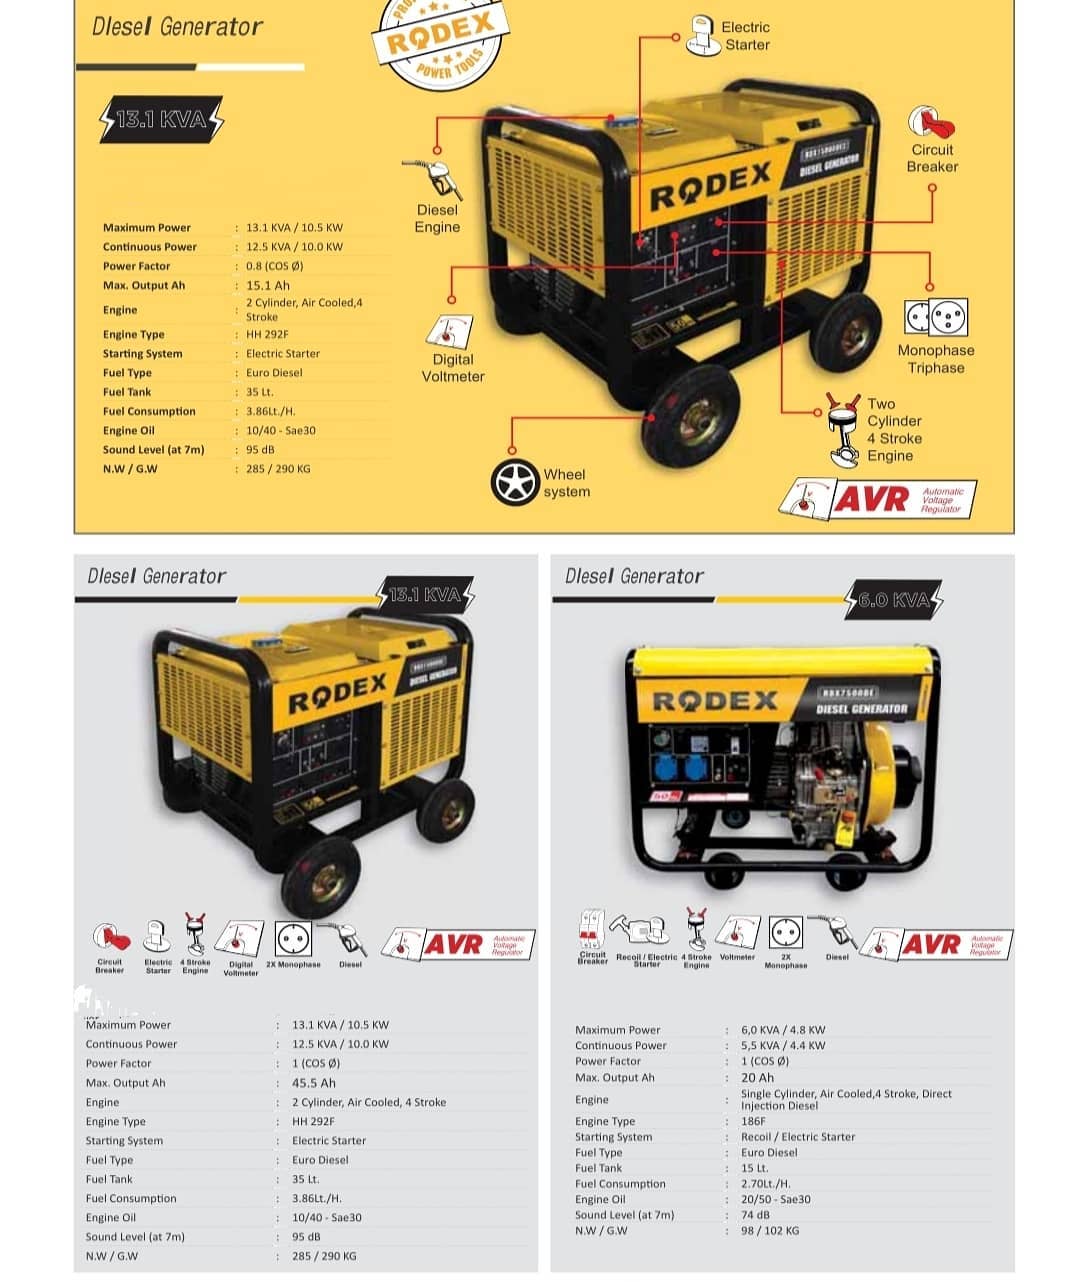 DIeseI Generator
RODEX
POWER TOOLS
13.1 KVA
Electric
Starter
Circuit
Breaker
Diesel
Engine
RODEX
DIESEL GENERATOR
Digital
Voltmeter
Monophase
Triphase
Two
Cylinder
4 Stroke
Engine
Wheel
system
AVR Automatic
Voltage
Regulator
Maximum Power : 13.1 KVA / 10.5 KW
Continuous Power : 12.5 KVA / 10.0 KW
Power Factor : 0.8 (COS Ø)
Max. Output Ah : 15.1 Ah
Engine : 2 Cylinder, Air Cooled,4
Stroke
Engine Type : HH 292F
Starting System : Electric Starter
Fuel Type : Euro Diesel
Fuel Tank : 35 Lt.
Fuel Consumption : 3.86Lt./H.
Engine Oil : 10/40 - Sae30
Sound Level (at 7m) : 95 dB
N.W / G.W : 285 / 290 KG
DIeseI Generator
13.1 KVA
RODEX
DIESEL GENERATOR
Circuit
Breaker
Electric
Starter
4 Stroke
Engine
Digital
Voltmeter
2X Monophase
Diesel
AVR Automatic
Voltage
Regulator
Maximum Power : 13.1 KVA / 10.5 KW
Continuous Power : 12.5 KVA / 10.0 KW
Power Factor : 1 (COS Ø)
Max. Output Ah : 45.5 Ah
Engine : 2 Cylinder, Air Cooled, 4 Stroke
Engine Type : HH 292F
Starting System : Electric Starter
Fuel Type : Euro Diesel
Fuel Tank : 35 Lt.
Fuel Consumption : 3.86Lt./H.
Engine Oil : 10/40 - Sae30
Sound Level (at 7m) : 95 dB
N.W / G.W : 285 / 290 KG
DIeseI Generator
6.0 KVA
RODEX
RDX7500DE
DIESEL GENERATOR
Circuit
Breaker
Recoil / Electric
Starter
4 Stroke
Engine
Voltmeter
2X
Monophase
Diesel
AVR Automatic
Voltage
Regulator
Maximum Power : 6,0 KVA / 4.8 KW
Continuous Power : 5,5 KVA / 4.4 KW
Power Factor : 1 (COS Ø)
Max. Output Ah : 20 Ah
Engine : Single Cylinder, Air Cooled,4 Stroke, Direct
Injection Diesel
Engine Type : 186F
Starting System : Recoil / Electric Starter
Fuel Type : Euro Diesel
Fuel Tank : 15 Lt.
Fuel Consumption : 2.70Lt./H.
Engine Oil : 20/50 - Sae30
Sound Level (at 7m) : 74 dB
N.W / G.W : 98 / 102 KG